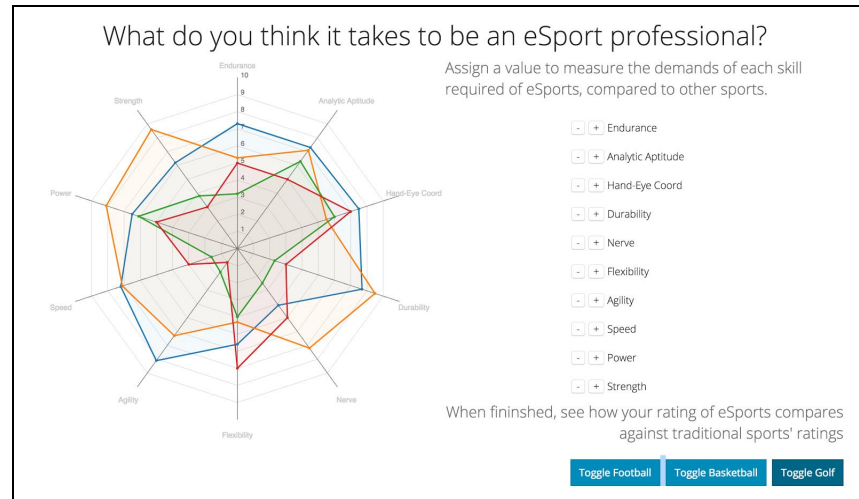 What do you think it takes to be an eSport professional?
Assign a value to measure the demands of each skill
required of eSports, compared to other sports.
Endurance
10
9
8
7
6
5
4
3
2
1
Analytic Aptitude
Hand-Eye Coord
Durability
Nerve
Flexibility
Agility
Speed
Power
Strength
- + Endurance
- + Analytic Aptitude
- + Hand-Eye Coord
- + Durability
- + Nerve
- + Flexibility
- + Agility
- + Speed
- + Power
- + Strength
When fininshed, see how your rating of eSports compares
against traditional sports' ratings
Toggle Football Toggle Basketball Toggle Golf